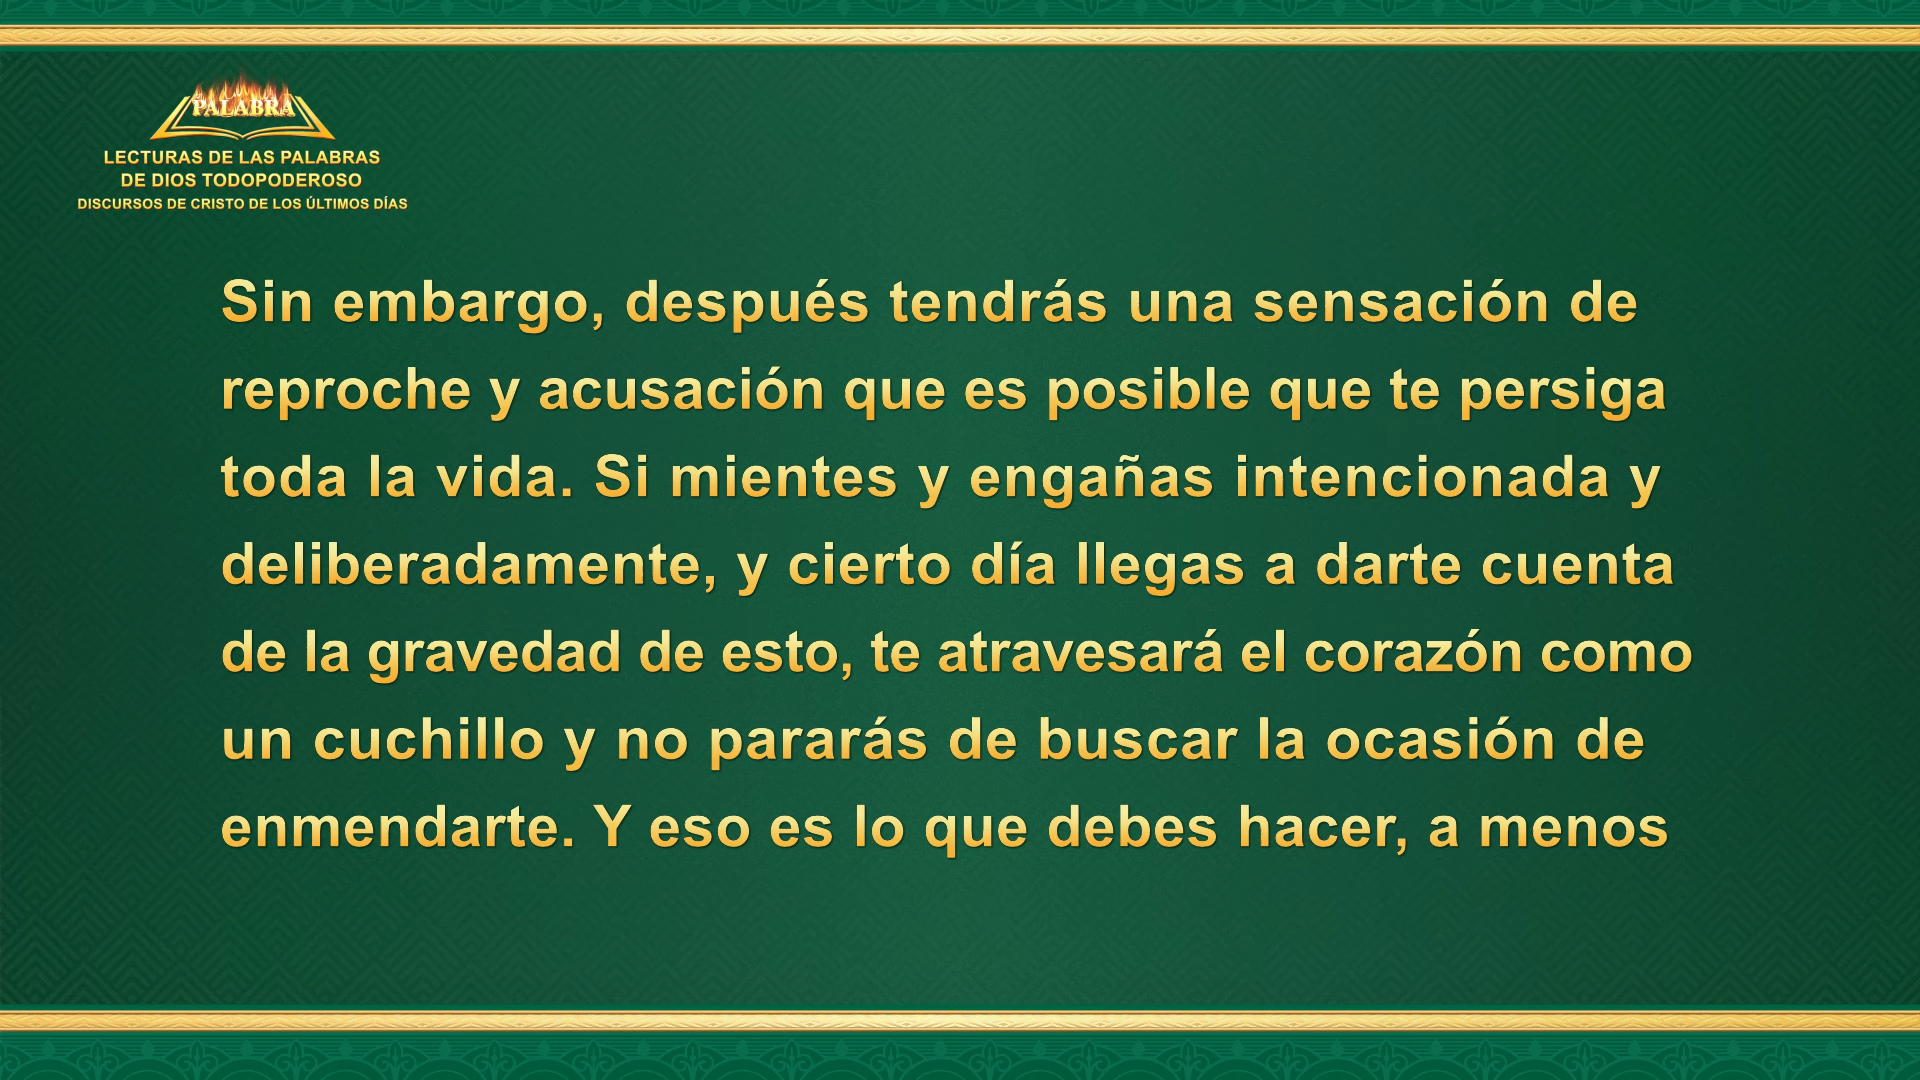 PALABRA
LECTURAS DE LAS PALABRAS
DE DIOS TODOPODEROSO
DISCURSOS DE CRISTO DE LOS ÚLTIMOS DÍAS
Sin embargo, después tendrás una sensación de
reproche y acusación que es posible que te persiga
toda la vida. Si mientes y engañas intencionada y
deliberadamente, y cierto día llegas a darte cuenta
de la gravedad de esto, te atravesará el corazón como
un cuchillo y no pararás de buscar la ocasión de
enmendarte. Y eso es lo que debes hacer, a menos